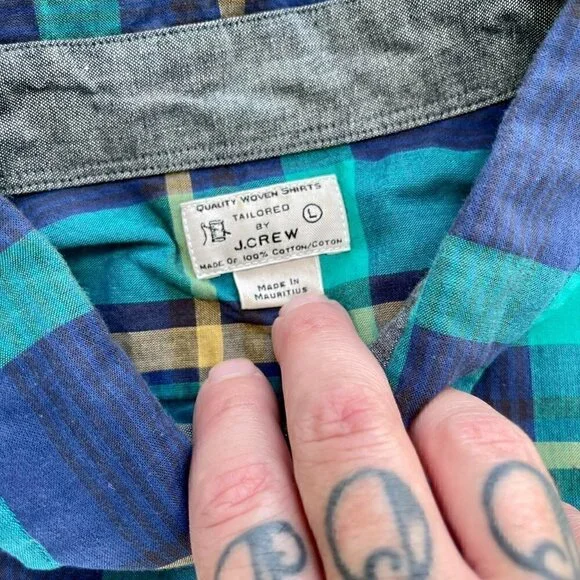 QUALITY WOVEN SHIRTS
TAILORED
L
BY
J.CREW
MADE OF 100% COTTON/COTON
MADE IN
MAURITIUS